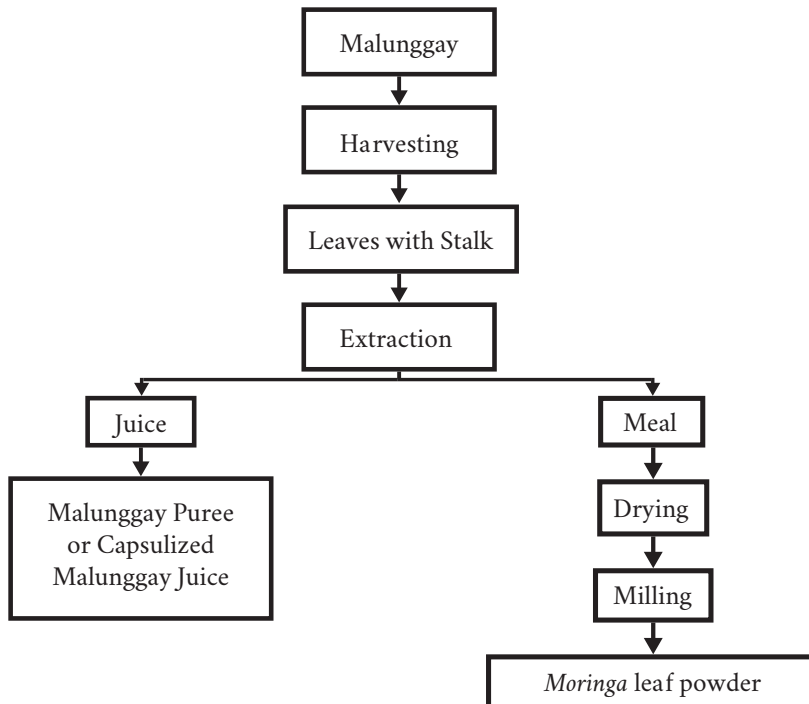 Malunggay
Harvesting
Leaves with Stalk
Extraction
Juice
Malunggay Puree
or Capsulized
Malunggay Juice
Meal
Drying
Milling
Moringa leaf powder